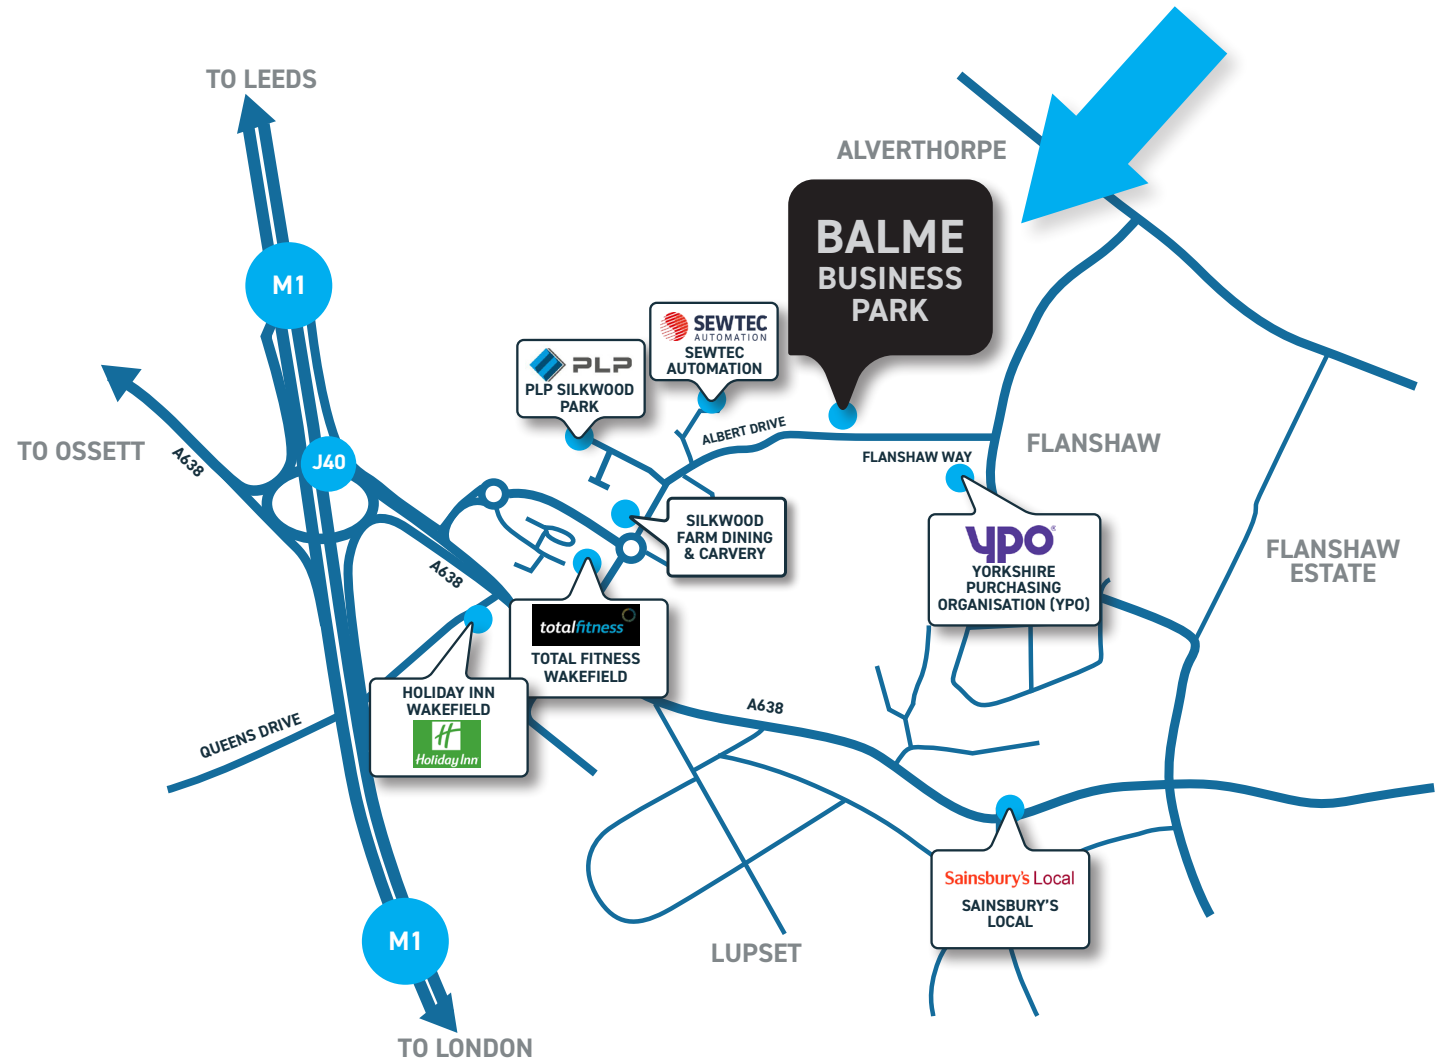 TO LEEDS
ALVERTHORPE
BALME
BUSINESS
PARK
M1
SEWTEC
AUTOMATION
SEWTEC
AUTOMATION
PLP
PLP SILKWOOD
PARK
ALBERT DRIVE
FLANSHAW WAY
FLANSHAW
TO OSSETT
A638
J40
SILKWOOD
FARM DINING
& CARVERY
ypo®
YORKSHIRE
PURCHASING
ORGANISATION (YPO)
FLANSHAW
ESTATE
A638
totalfitness
TOTAL FITNESS
WAKEFIELD
HOLIDAY INN
WAKEFIELD
H
Holiday Inn
QUEENS DRIVE
A638
Sainsbury's Local
SAINSBURY'S
LOCAL
LUPSET
M1
TO LONDON